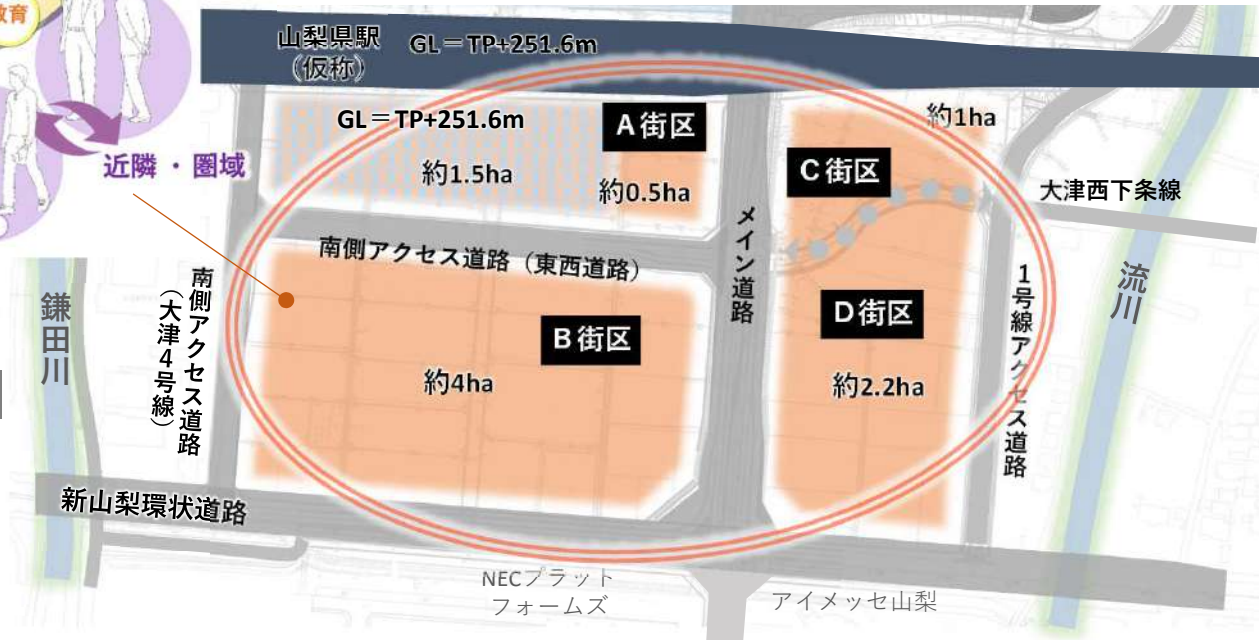 教育
山梨県駅
(仮称)
GL＝TP+251.6m
GL＝TP+251.6m
A街区
約1ha
近隣・圏域
約1.5ha
約0.5ha
C街区
大津西下条線
メイン道路
南側アクセス道路（東西道路）
南側アクセス道路
（大津４号線）
鎌田川
B街区
D街区
1号線アクセス道路
流川
約4ha
約2.2ha
新山梨環状道路
NECプラット
フォームズ
アイメッセ山梨